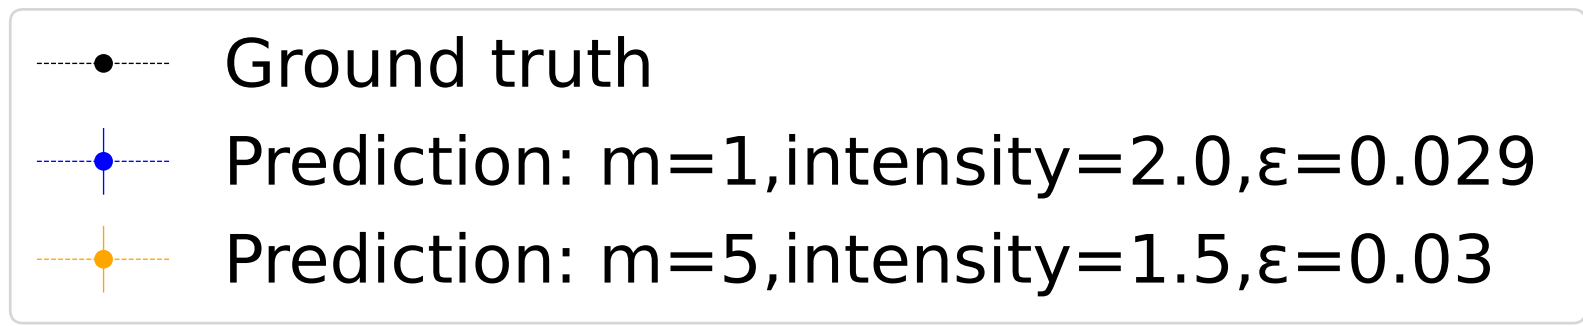 Ground truth
Prediction: m=1,intensity=2.0,ε=0.029
Prediction: m=5,intensity=1.5,ε=0.03